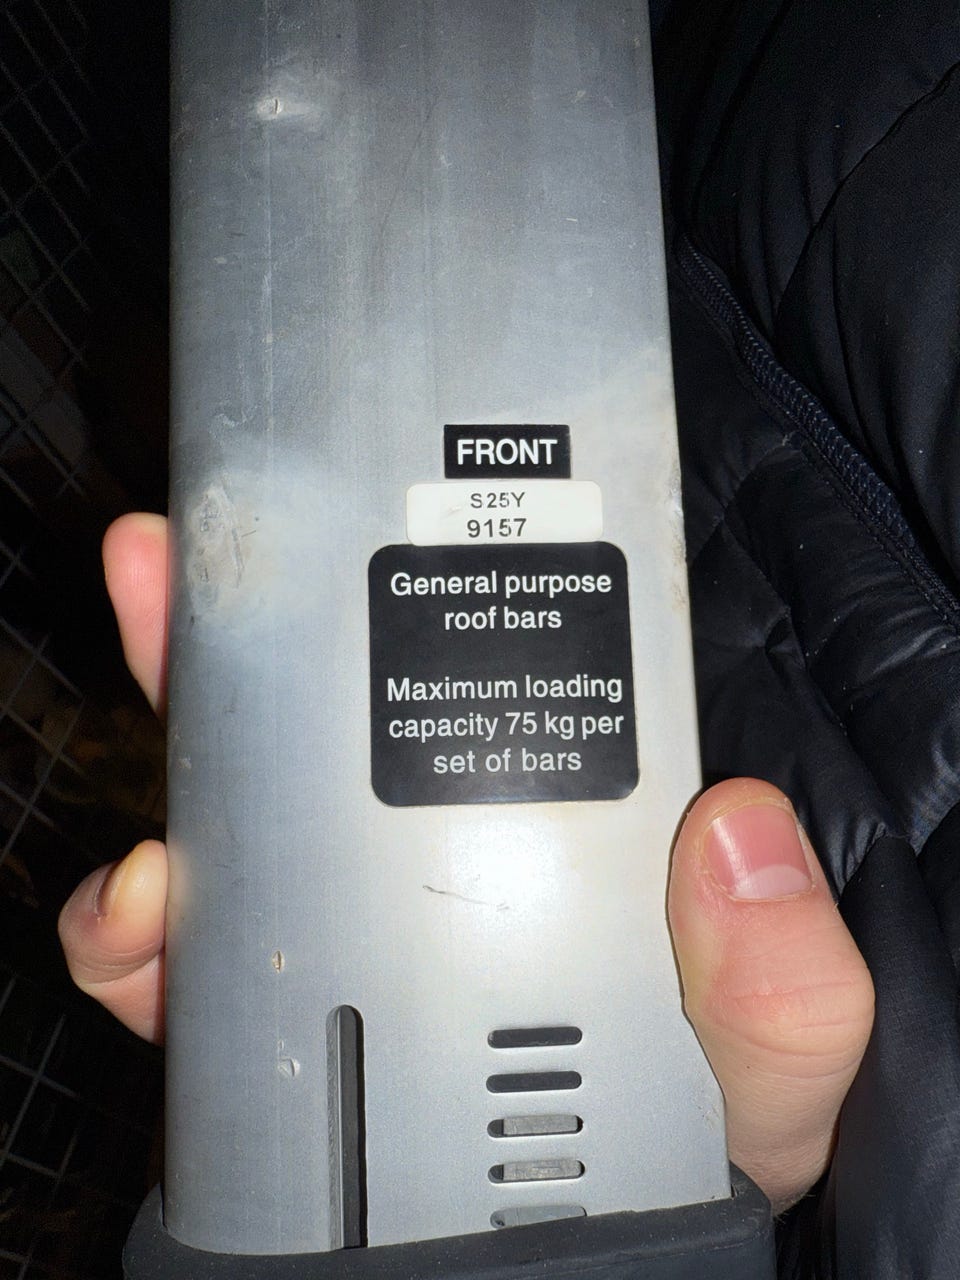 FRONT
S25Y
9157
General purpose
roof bars
Maximum loading
capacity 75 kg per
set of bars